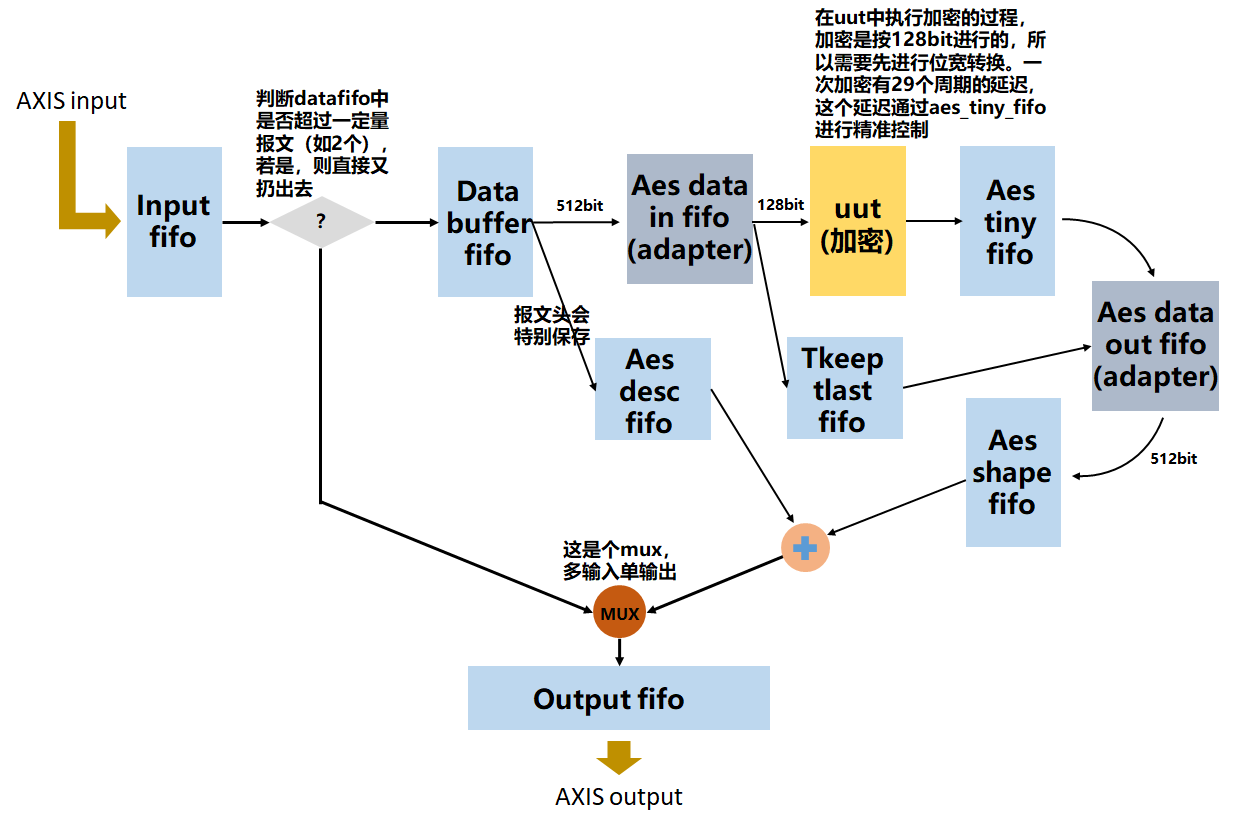 AXIS input
判断datafifo中
是否超过一定量
报文（如2个），
若是，则直接又
扔出去
在uut中执行加密的过程，
加密是按128bit进行的，所
以需要先进行位宽转换。一
次加密有29个周期的延迟，
这个延迟通过aes_tiny_fifo
进行精准控制
Input
fifo
?
Data
buffer
fifo
512bit
Aes data
in fifo
(adapter)
128bit
uut
(加密)
Aes
tiny
fifo
报文头会
特别保存
Aes
desc
fifo
Tkeep
tlast
fifo
Aes data
out fifo
(adapter)
512bit
Aes
shape
fifo
这是个mux，
多输入单输出
MUX
Output fifo
AXIS output